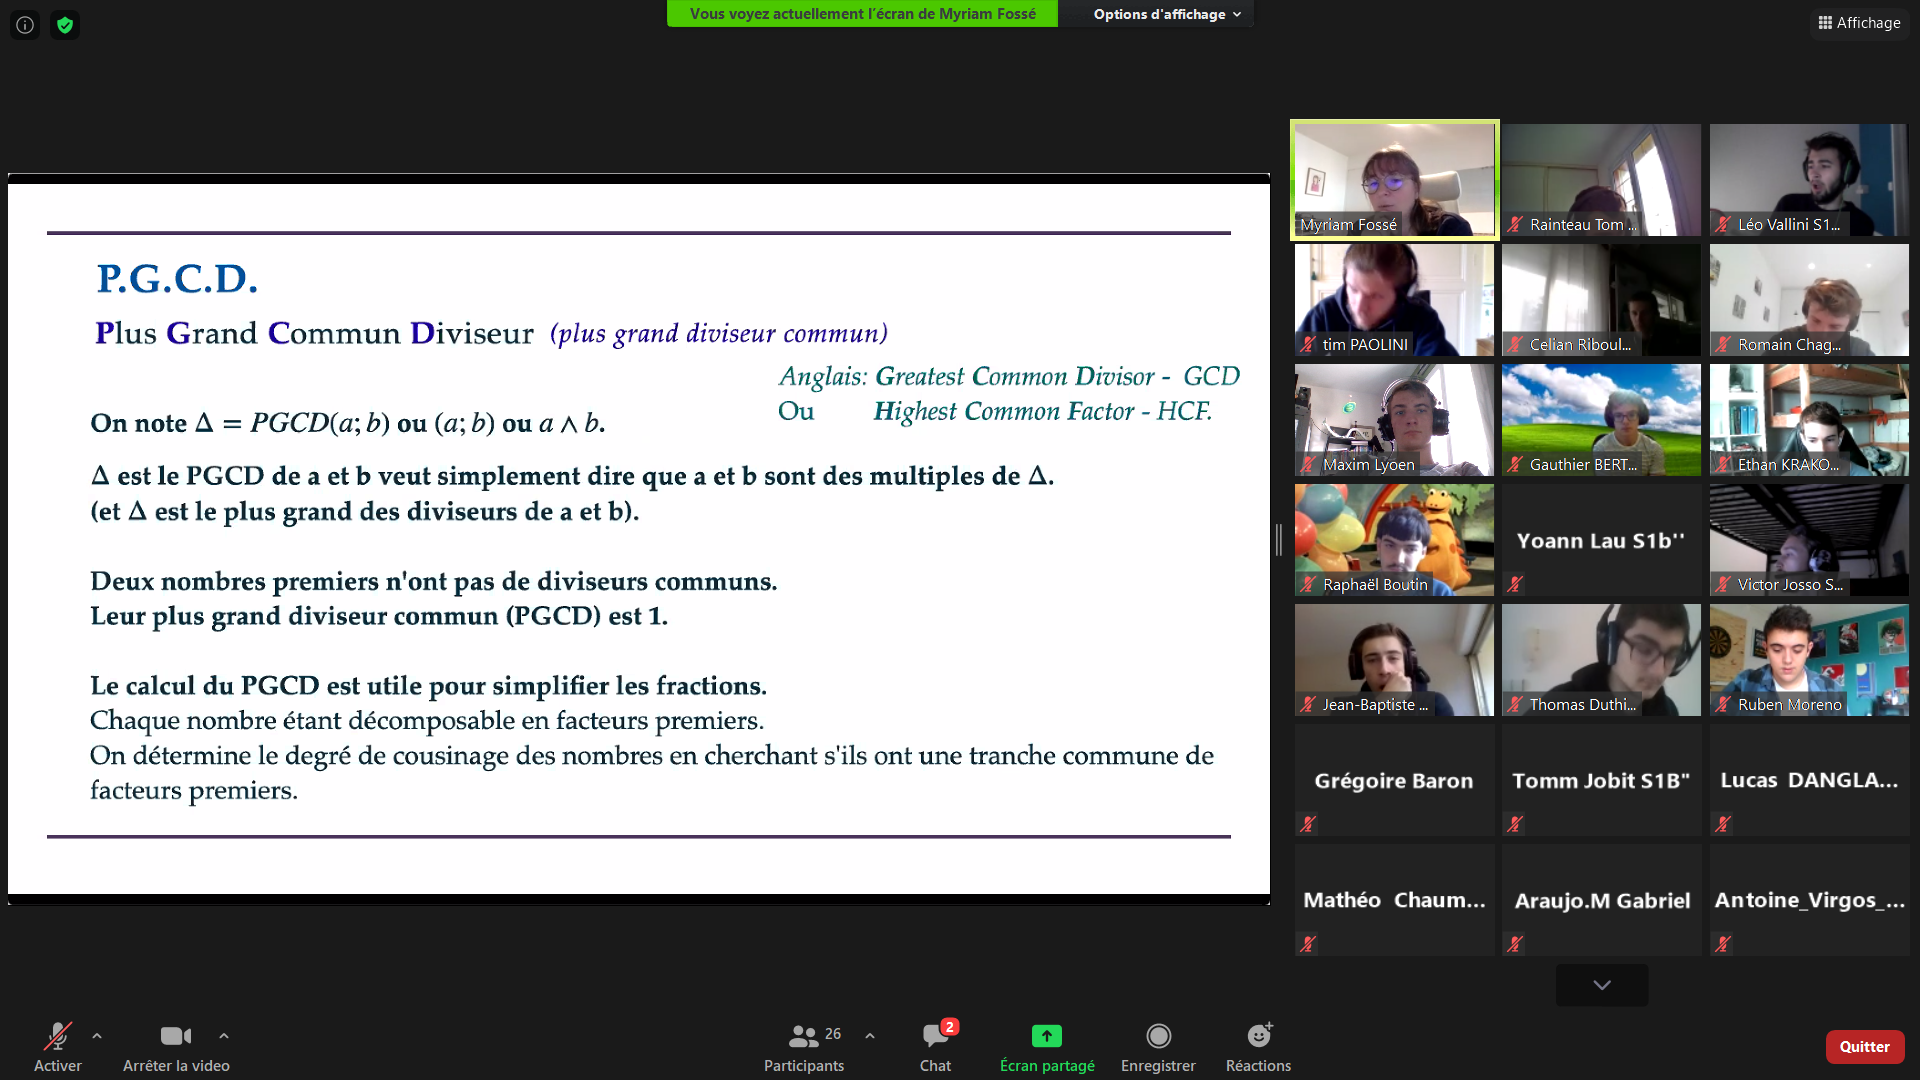 Vous voyez actuellement l'écran de Myriam Fossé
Options d'affichage
Affichage
P.G.C.D.
Plus Grand Commun Diviseur (plus grand diviseur commun)
Anglais: Greatest Common Divisor - GCD
Ou Highest Common Factor - HCF.
On note Δ = PGCD(a; b) ou (a; b) ou a ∧ b.
Δ est le PGCD de a et b veut simplement dire que a et b sont des multiples de Δ.
(et Δ est le plus grand des diviseurs de a et b).
Deux nombres premiers n'ont pas de diviseurs communs.
Leur plus grand diviseur commun (PGCD) est 1.
Le calcul du PGCD est utile pour simplifier les fractions.
Chaque nombre étant décomposable en facteurs premiers.
On détermine le degré de cousinage des nombres en cherchant s'ils ont une tranche commune de
facteurs premiers.
Myriam Fossé
Rainteau Tom ...
Léo Vallini S1...
tim PAOLINI
Celian Riboul...
Romain Chag...
Maxim Lyoen
Gauthier BERT...
Ethan KRAKO...
Raphaël Boutin
Yoann Lau S1b''
Victor Josso S...
Jean-Baptiste ...
Thomas Duthi...
Ruben Moreno
Grégoire Baron
Tomm Jobit S1B"
Lucas DANGLA...
Mathéo Chaum...
Araujo.M Gabriel
Antoine_Virgos_...
Activer
Arrêter la video
26
Participants
2
Chat
Écran partagé
Enregistrer
Réactions
Quitter